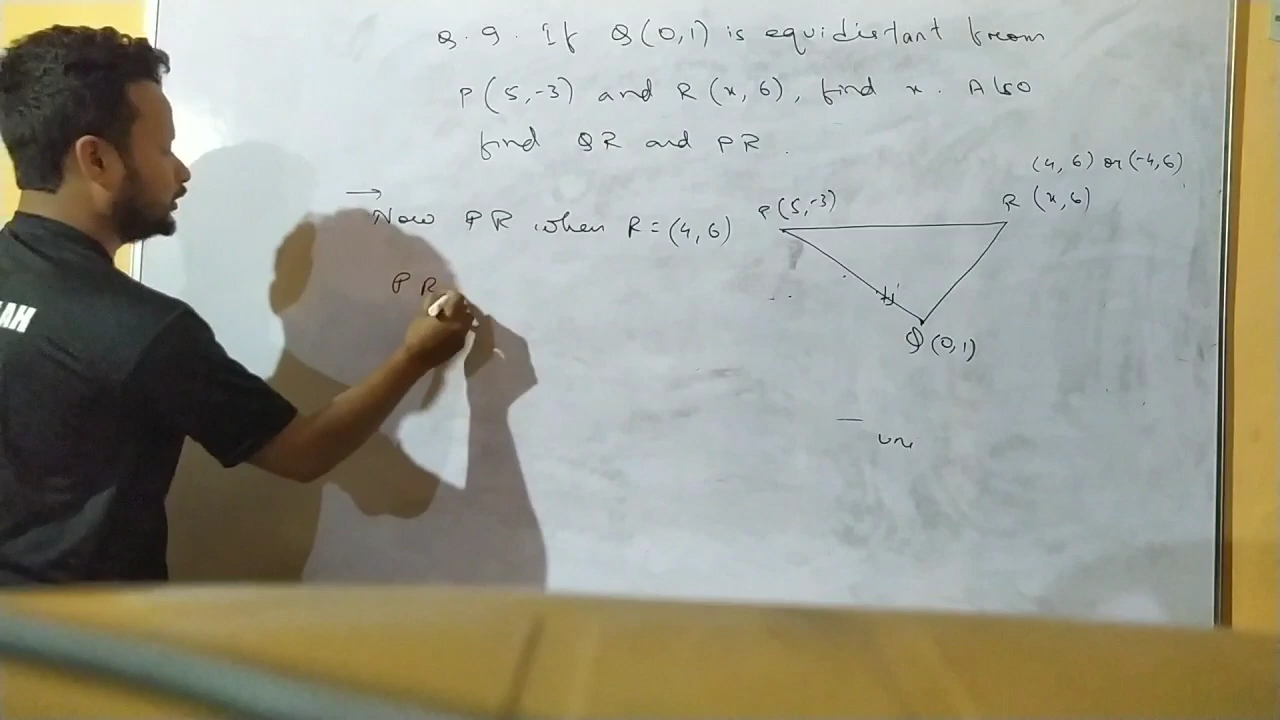 Q.9. If Q(0,1) is equidistant from
P(5,-3) and R(x,6), find x. Also
find QR and PR.
(4,6) or (-4,6)
P(5,-3)
R (x,6)
Now PR when R=(4,6)
PR
Q(0,1)
AH